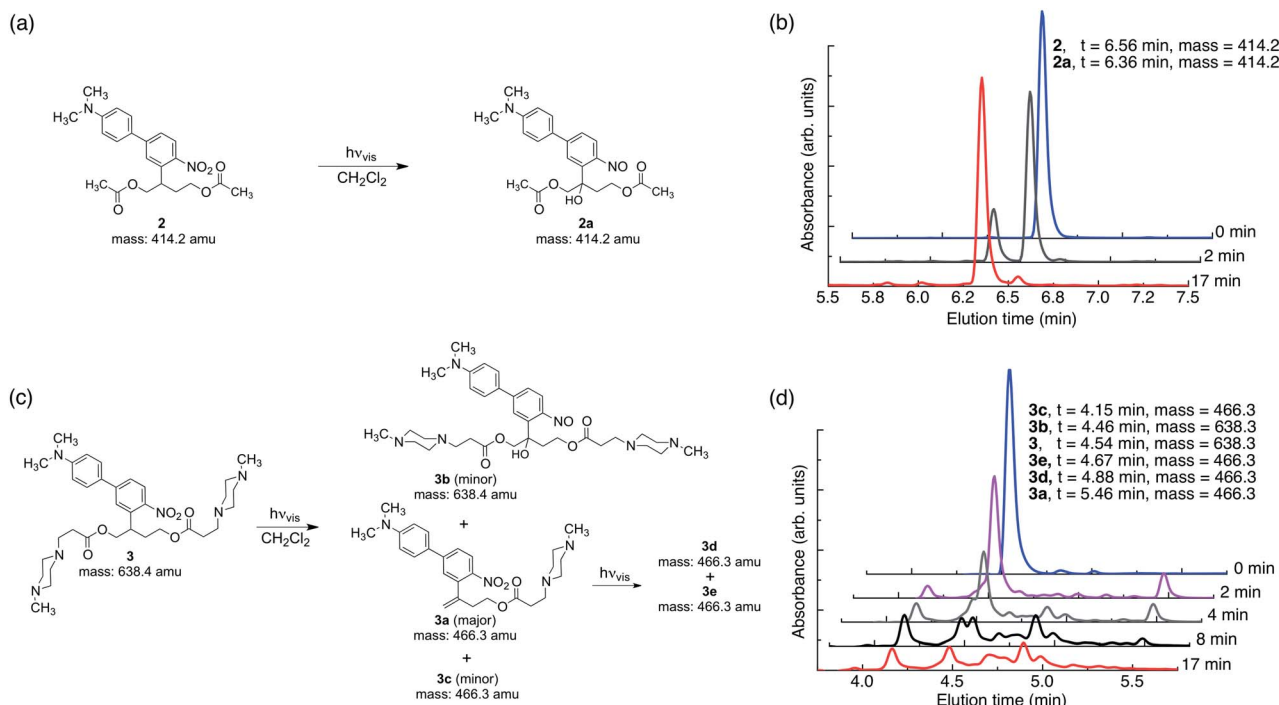 (a)
CH₃
H₃C N
NO₂ O
H₃C O O CH₃
O
2
mass: 414.2 amu
hνvis
CH₂Cl₂
CH₃
H₃C N
NO O
H₃C O HO O CH₃
O
2a
mass: 414.2 amu
(b)
2, t = 6.56 min, mass = 414.2
2a, t = 6.36 min, mass = 414.2
Absorbance (arb. units)
0 min
2 min
17 min
5.5 5.8 6.2 6.5 6.8 7.0 7.2 7.5
Elution time (min)
(c)
CH₃
H₃C N
CH₃
N
N
NO₂ O
O O
O
N
N
CH₃
3
mass: 638.4 amu
hνvis
CH₂Cl₂
CH₃
H₃C N
NO O
H₃C N N O HO O N N CH₃
O
3b (minor)
mass: 638.4 amu
+
CH₃
H₃C N
CH₃
N
N
NO₂ O
O
3a (major)
mass: 466.3 amu
+
3c (minor)
mass: 466.3 amu
hνvis
3d
mass: 466.3 amu
+
3e
mass: 466.3 amu
(d)
3c, t = 4.15 min, mass = 466.3
3b, t = 4.46 min, mass = 638.3
3, t = 4.54 min, mass = 638.3
3e, t = 4.67 min, mass = 466.3
3d, t = 4.88 min, mass = 466.3
3a, t = 5.46 min, mass = 466.3
Absorbance (arb. units)
0 min
2 min
4 min
8 min
17 min
4.0 4.5 5.0 5.5
Elution time (min)